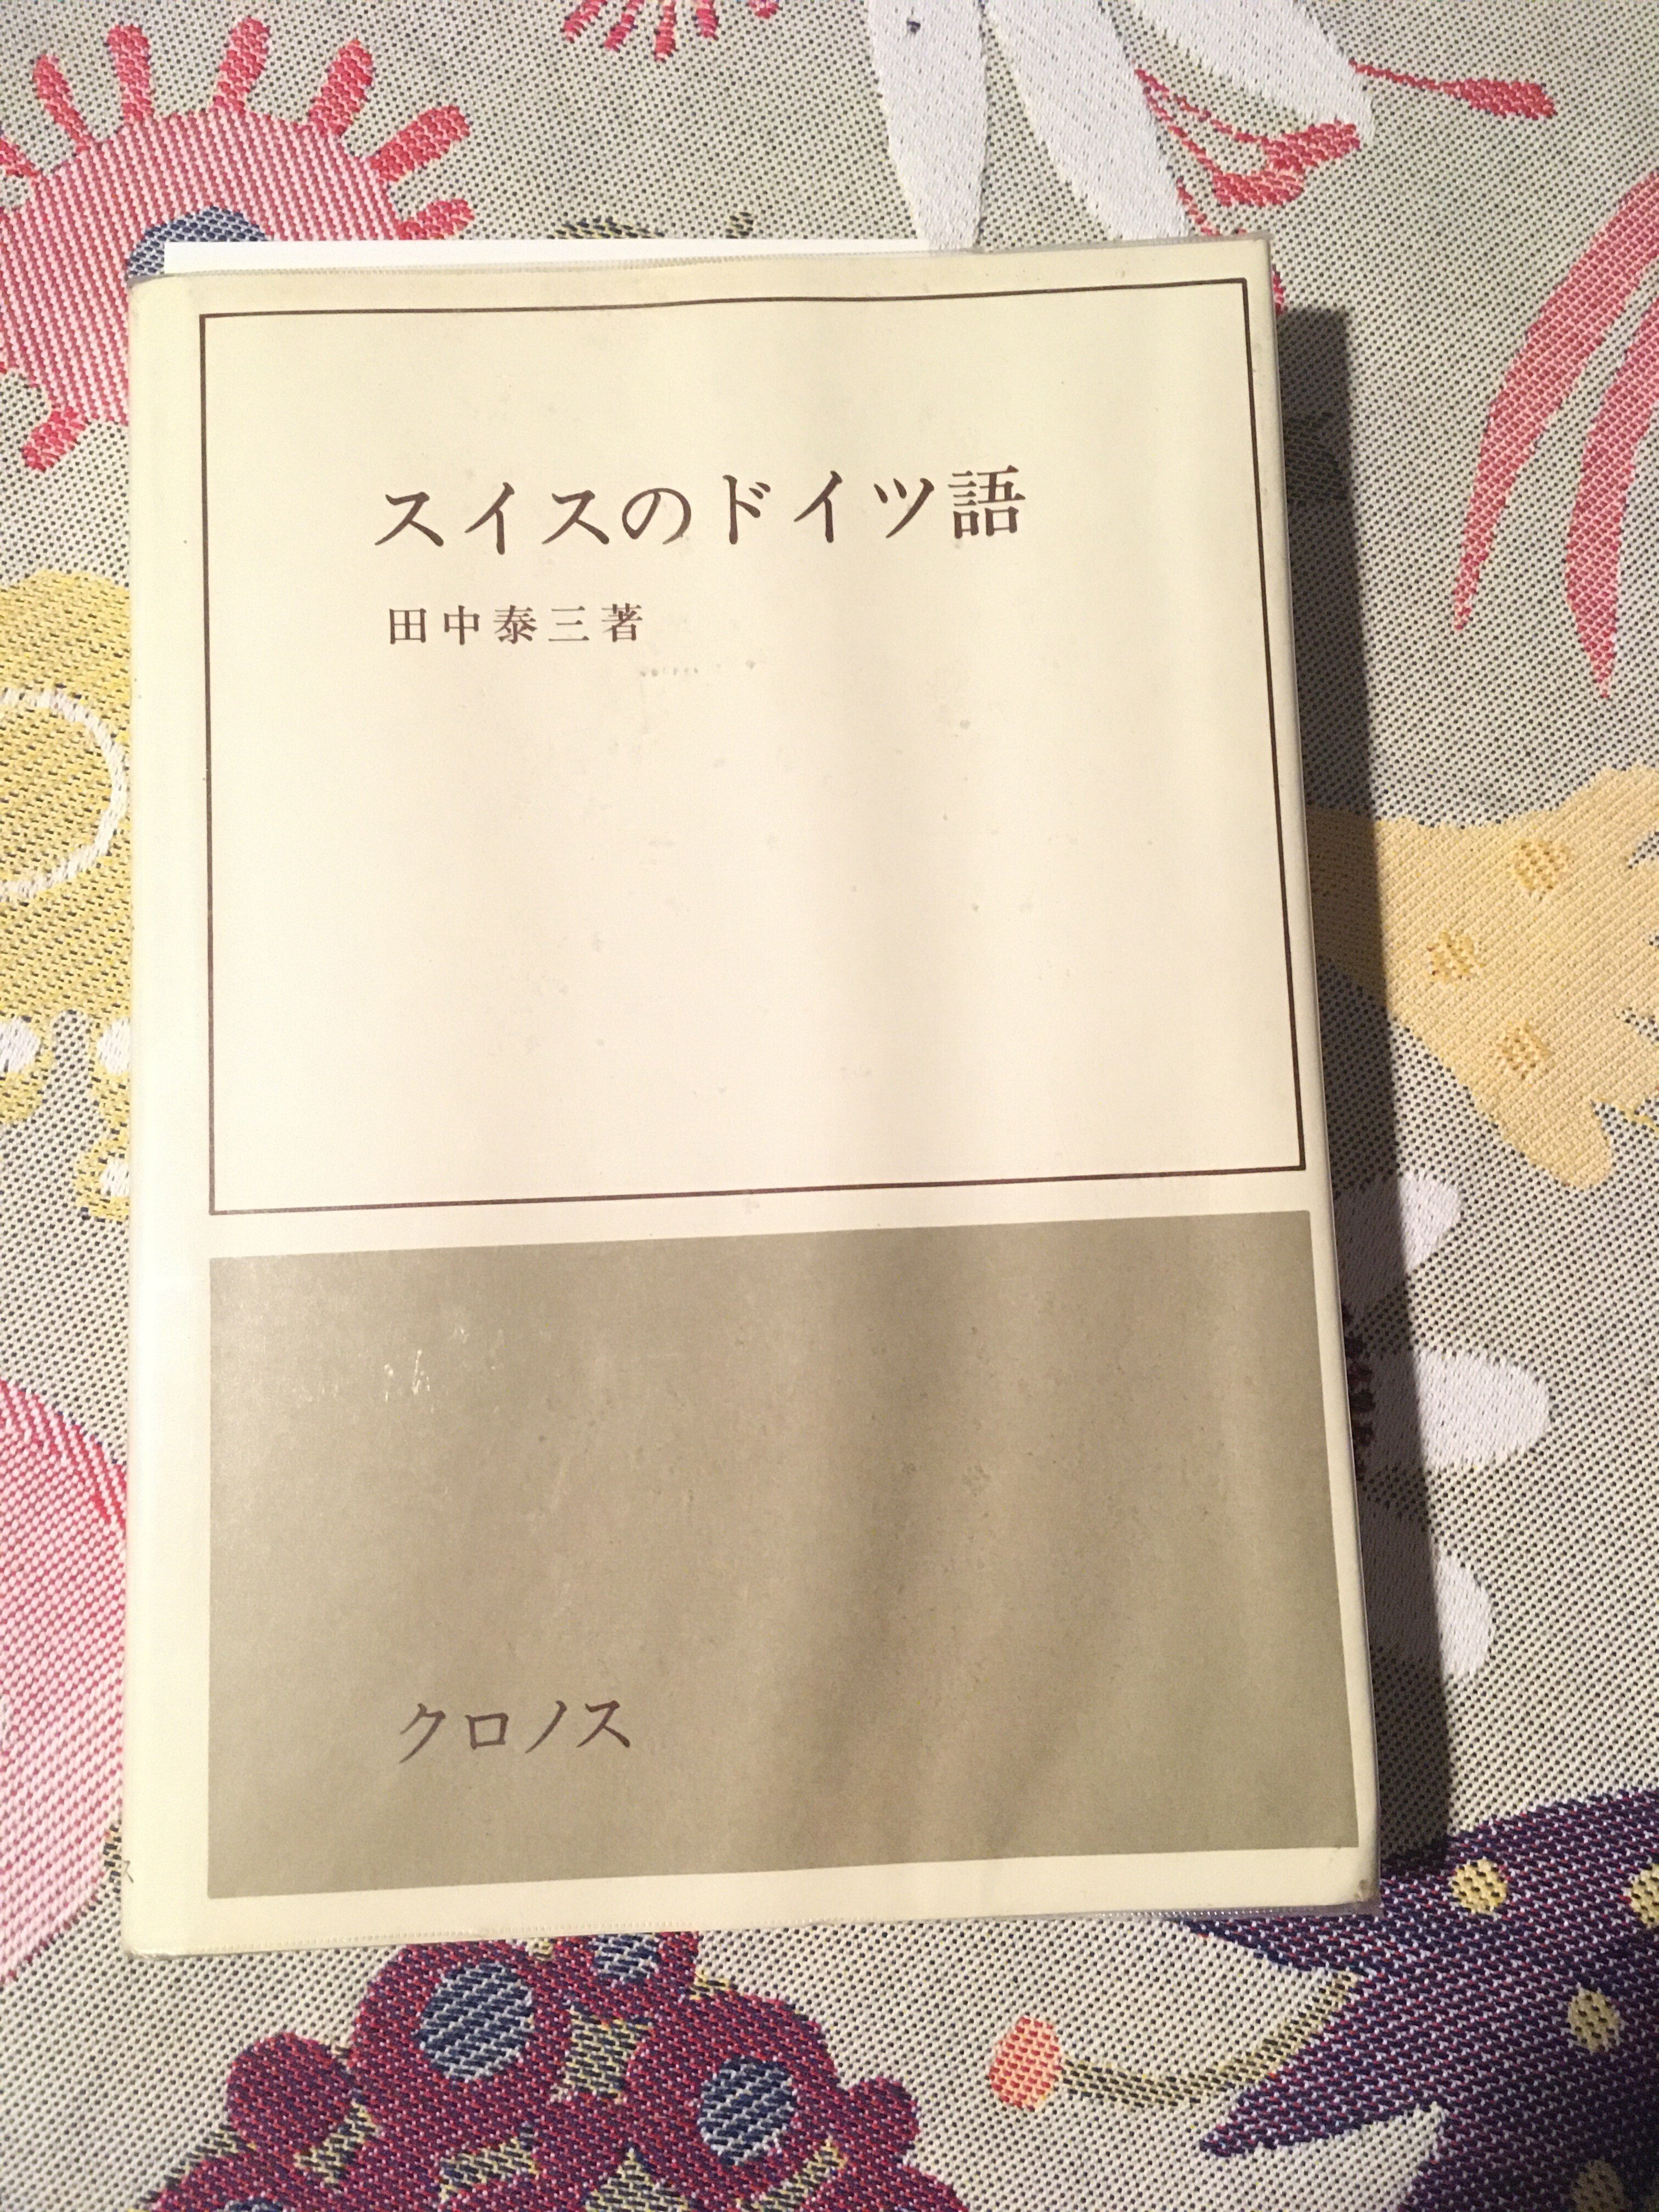 スイスのドイツ語
田中泰三著
クロノス